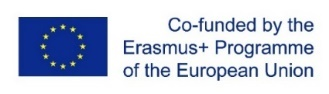 Co-funded by the
Erasmus+ Programme
of the European Union